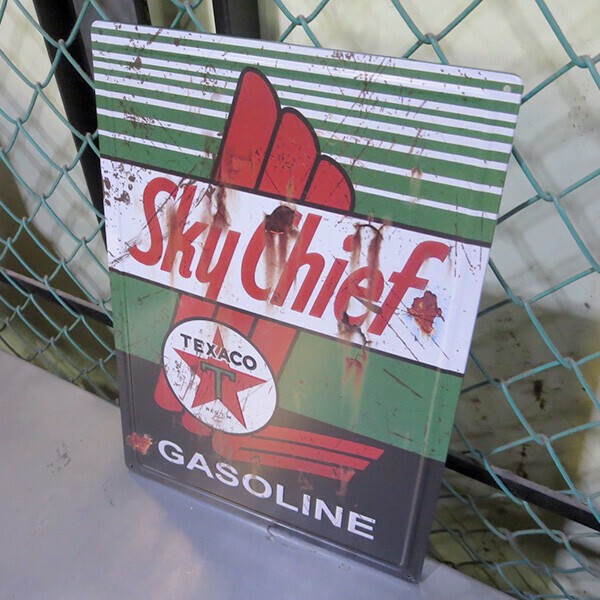 Sky Chief
TEXACO
T
GASOLINE